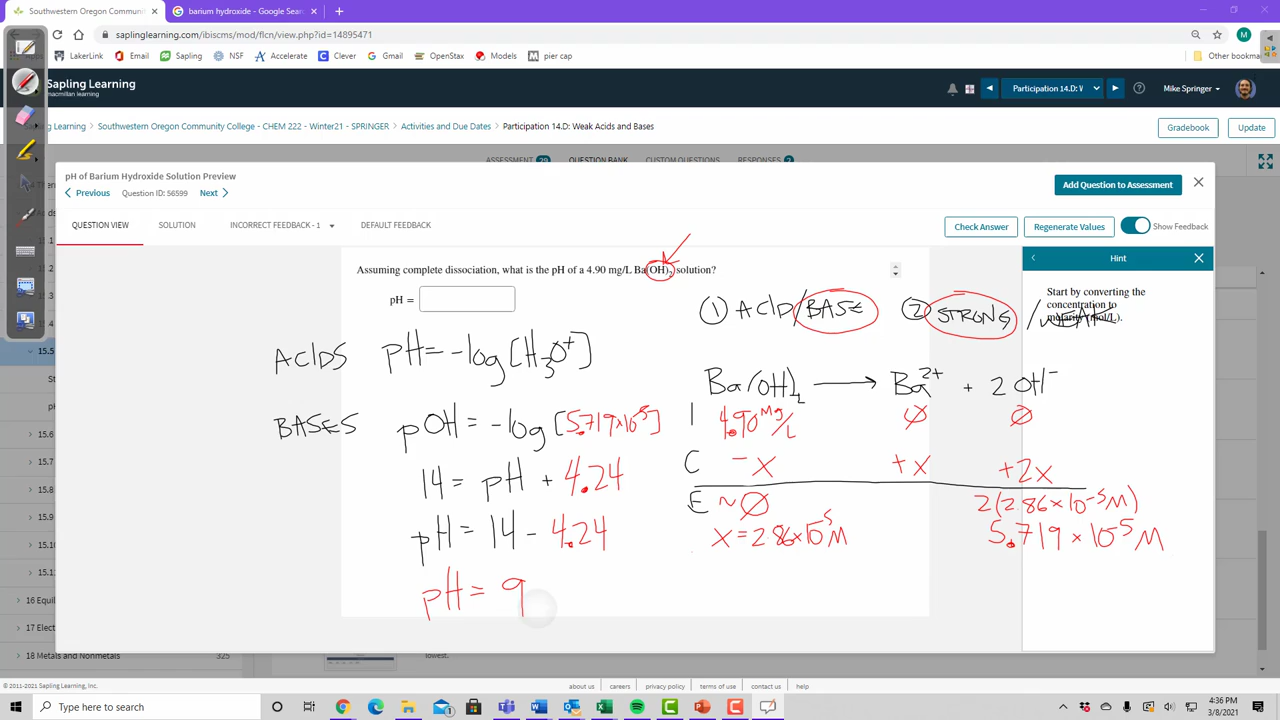 Southwestern Oregon Commu
barium hydroxide - Google Search
saplinglearning.com/ibiscms/mod/flcn/view.php?id=14895471
LakerLink
Email
Sapling
NSF
Accelerate
Clever
Gmail
OpenStax
Models
pier cap
Other bookmar
Sapling Learning
macmillan learning
Participation 14.D: W
Mike Springer
Learning > Southwestern Oregon Community College - CHEM 222 - Winter21 - SPRINGER > Activities and Due Dates > Participation 14.D: Weak Acids and Bases
Gradebook
Update
ASSESSMENT 29 QUESTION BANK CUSTOM QUESTIONS RESPONSES
pH of Barium Hydroxide Solution Preview
Previous Question ID: 56599 Next
Add Question to Assessment
QUESTION VIEW SOLUTION INCORRECT FEEDBACK - 1 DEFAULT FEEDBACK
Check Answer
Regenerate Values
Show Feedback
Hint
Assuming complete dissociation, what is the pH of a 4.90 mg/L Ba(OH)₂ solution?
pH =
Start by converting the
concentration to
molarity (mol/L).
① ACID/BASE ② STRONG/WEAK
ACIDS pH = -log[H₃O⁺]
Ba(OH)₂ ⟶ Ba²⁺ + 2 OH⁻
BASES pOH = -log[5.719×10⁻⁵]
I 4.90 Mg/L ∅ ∅
C -x +x +2x
14 = pH + 4.24
E ~∅ 2(2.86×10⁻⁵M)
pH = 14 - 4.24
x = 2.86×10⁻⁵M 5.719×10⁻⁵M
pH = 9
16 Equil
17 Elect
18 Metals and Nonmetals 325
lowest.
© 2011-2021 Sapling Learning, Inc.
about us careers privacy policy terms of use contact us help
Type here to search
4:36 PM
3/8/2021